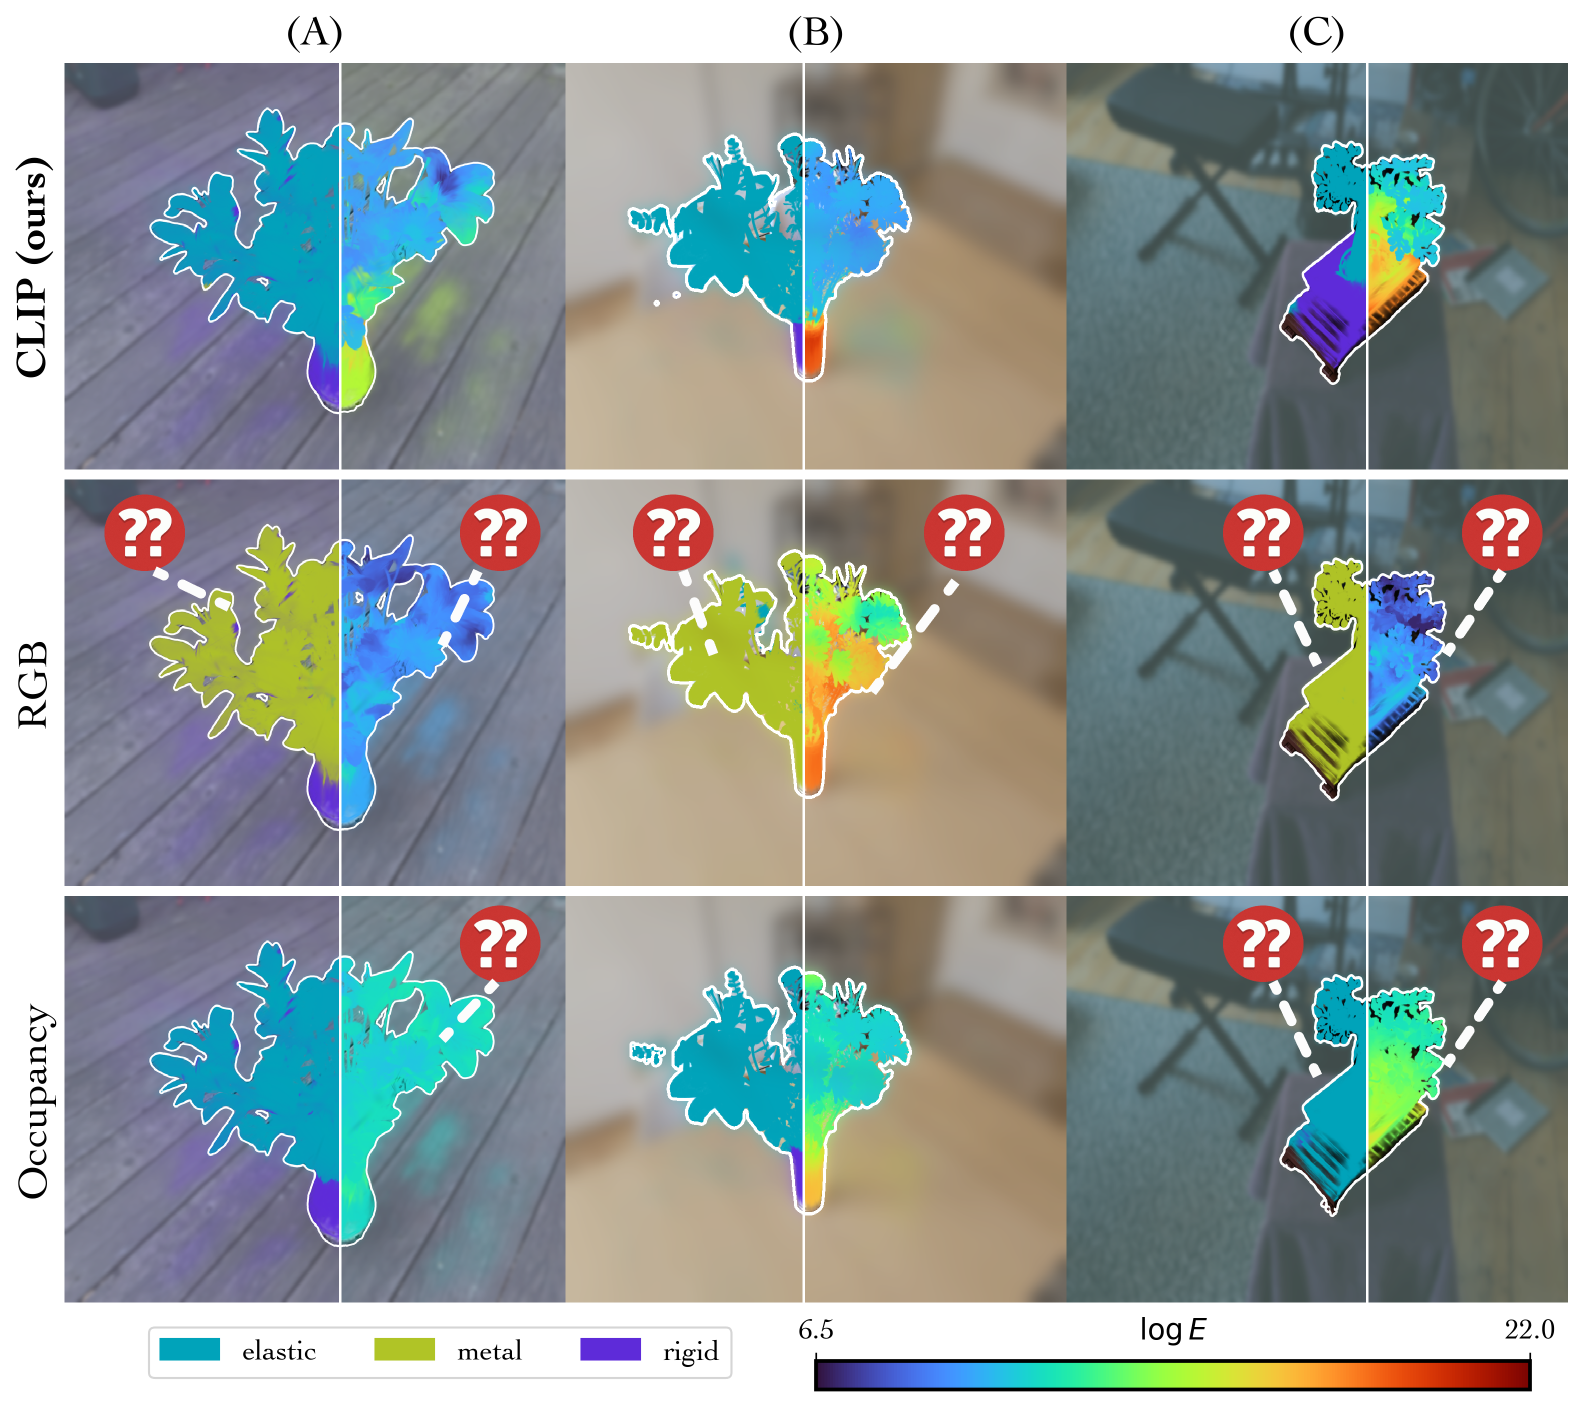 (A) (B) (C)
CLIP (ours)
?? ?? ?? ?? ?? ??
RGB
?? ?? ??
Occupancy
elastic metal rigid
6.5 log E 22.0